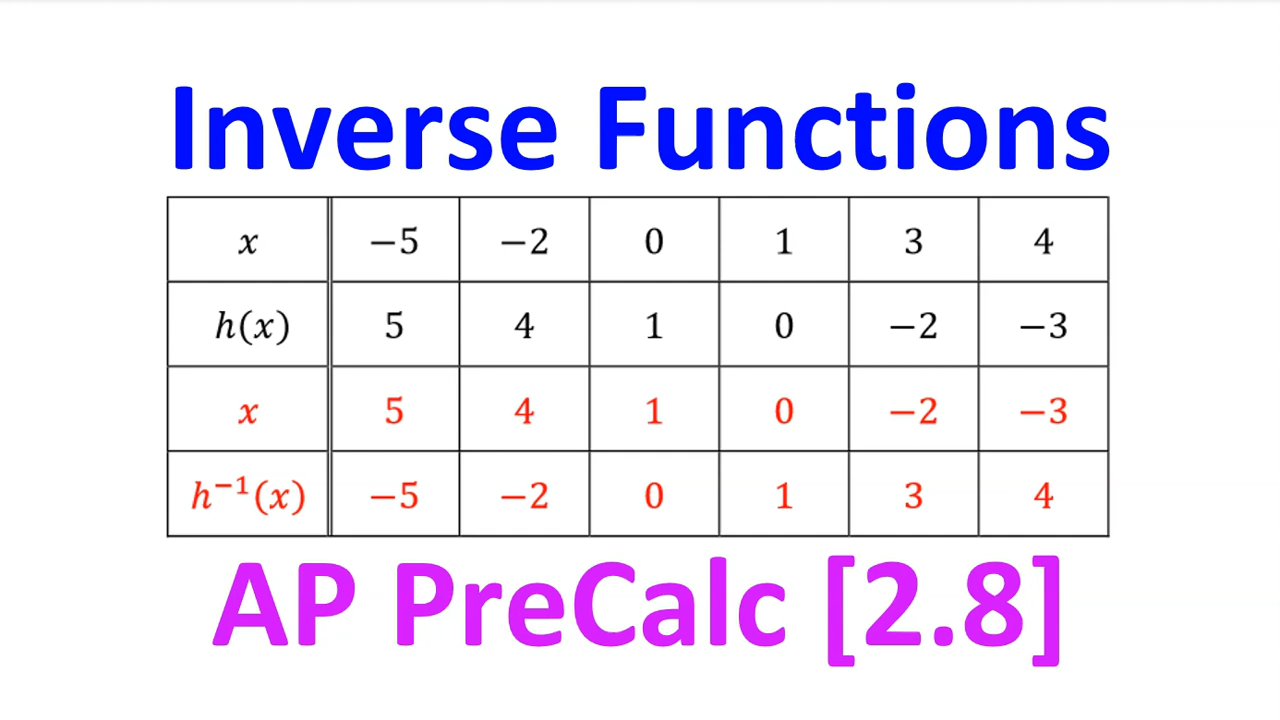 Inverse Functions
x −5 −2 0 1 3 4
h(x) 5 4 1 0 −2 −3
x 5 4 1 0 −2 −3
h⁻¹(x) −5 −2 0 1 3 4
AP PreCalc [2.8]